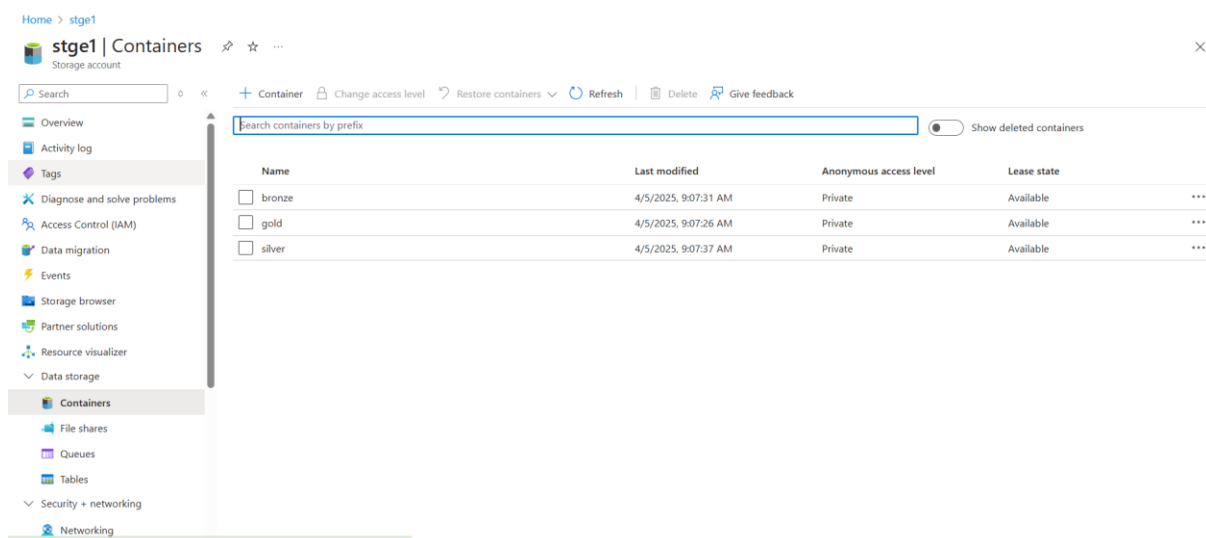 Home > stge1
stge1 | Containers ...
Storage account
Search
+ Container Change access level Restore containers Refresh Delete Give feedback
Overview
Activity log
Tags
Diagnose and solve problems
Access Control (IAM)
Data migration
Events
Storage browser
Partner solutions
Resource visualizer
Data storage
Containers
File shares
Queues
Tables
Security + networking
Networking
Search containers by prefix
Show deleted containers
Name Last modified Anonymous access level Lease state
bronze 4/5/2025, 9:07:31 AM Private Available ...
gold 4/5/2025, 9:07:26 AM Private Available ...
silver 4/5/2025, 9:07:37 AM Private Available ...